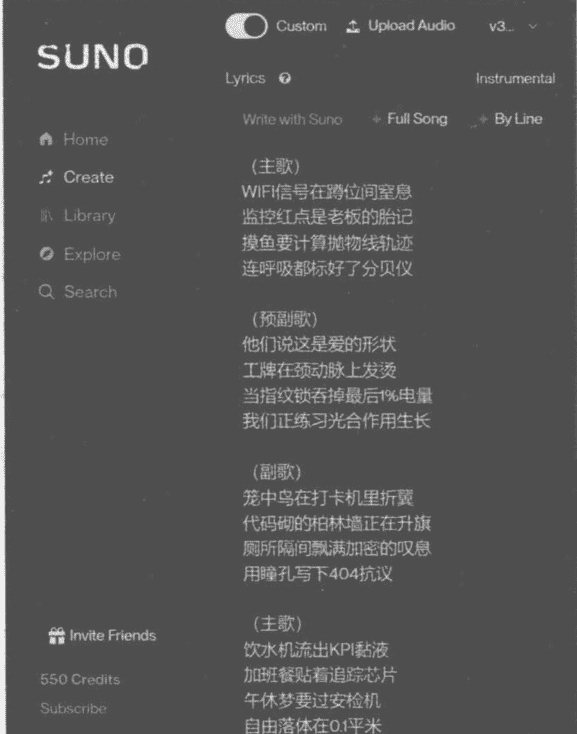 SUNO
Custom Upload Audio v3...
Lyrics ? Instrumental
Write with Suno + Full Song + By Line
Home
Create
Library
Explore
Search
（主歌）
WIFI信号在蹲位间窒息
监控红点是老板的胎记
摸鱼要计算抛物线轨迹
连呼吸都标好了分贝仪
（预副歌）
他们说这是爱的形状
工牌在颈动脉上发烫
当指纹锁吞掉最后1%电量
我们正练习光合作用生长
（副歌）
笼中鸟在打卡机里折翼
代码砌的柏林墙正在升旗
厕所隔间飘满加密的叹息
用瞳孔写下404抗议
（主歌）
饮水机流出KPI黏液
加班餐贴着追踪芯片
午休梦要过安检机
自由落体在0.1平米
Invite Friends
550 Credits
Subscribe